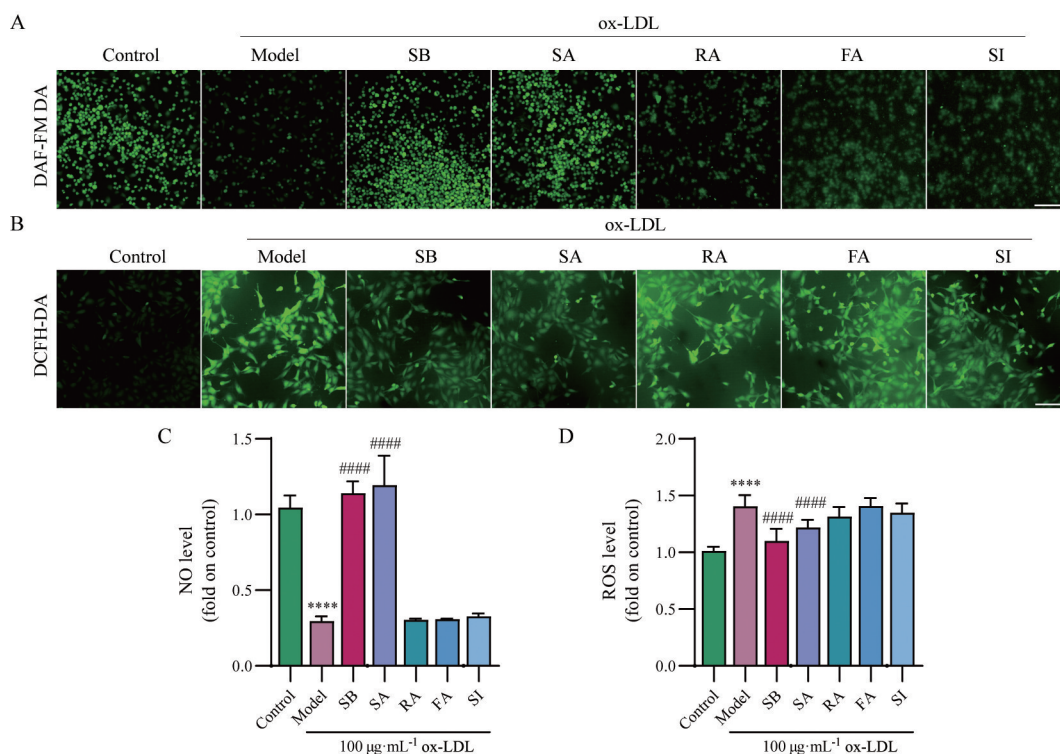 A
ox-LDL
Control Model SB SA RA FA SI
DAF-FM DA
B
ox-LDL
Control Model SB SA RA FA SI
DCFH-DA
C
NO level
(fold on control)
1.5
1.0
0.5
0.0
****
####
####
Control Model SB SA RA FA SI
100 μg·mL⁻¹ ox-LDL
D
ROS level
(fold on control)
2.0
1.5
1.0
0.5
0.0
****
####
####
Control Model SB SA RA FA SI
100 μg·mL⁻¹ ox-LDL